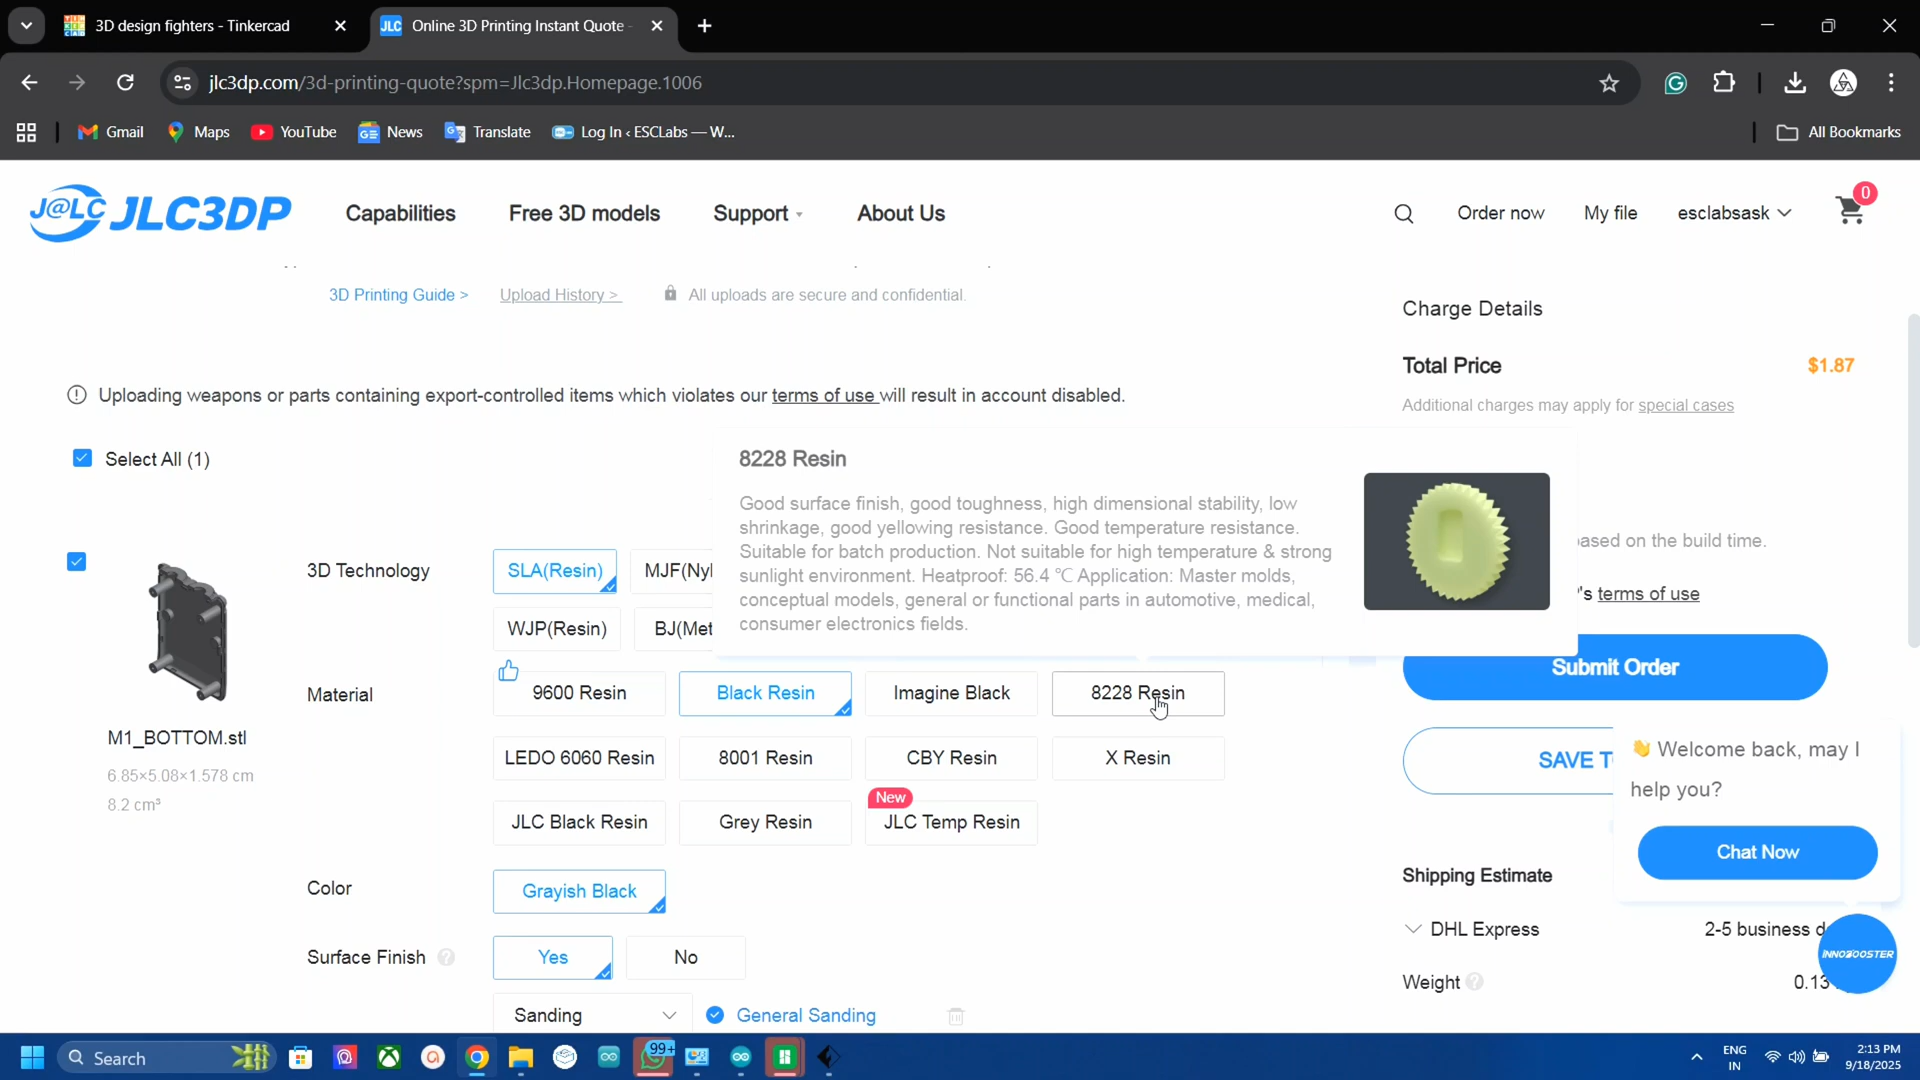 3D design fighters - Tinkercad
JLC Online 3D Printing Instant Quote -
jlc3dp.com/3d-printing-quote?spm=Jlc3dp.Homepage.1006
Gmail
Maps
YouTube
News
Translate
Log In ‹ ESCLabs — W...
All Bookmarks
J@LC JLC3DP
Capabilities
Free 3D models
Support
About Us
Order now
My file
esclabsask
0
3D Printing Guide >
Upload History >
All uploads are secure and confidential.
Charge Details
Total Price
$1.87
Additional charges may apply for special cases
Uploading weapons or parts containing export-controlled items which violates our terms of use will result in account disabled.
Select All (1)
8228 Resin
Good surface finish, good toughness, high dimensional stability, low
shrinkage, good yellowing resistance. Good temperature resistance.
Suitable for batch production. Not suitable for high temperature & strong
sunlight environment. Heatproof: 56.4 ℃ Application: Master molds,
conceptual models, general or functional parts in automotive, medical,
consumer electronics fields.
ased on the build time.
's terms of use
3D Technology
SLA(Resin)
MJF(Nyl
WJP(Resin)
BJ(Met
Submit Order
Material
9600 Resin
Black Resin
Imagine Black
8228 Resin
LEDO 6060 Resin
8001 Resin
CBY Resin
X Resin
New
JLC Black Resin
Grey Resin
JLC Temp Resin
M1_BOTTOM.stl
6.85×5.08×1.578 cm
8.2 cm³
SAVE T
👋 Welcome back, may I
help you?
Chat Now
Color
Grayish Black
Surface Finish
?
Yes
No
Sanding
General Sanding
Shipping Estimate
DHL Express
2-5 business d
INNOBOOSTER
Weight
?
0.13
Search
99+
ENG
IN
2:13 PM
9/18/2025